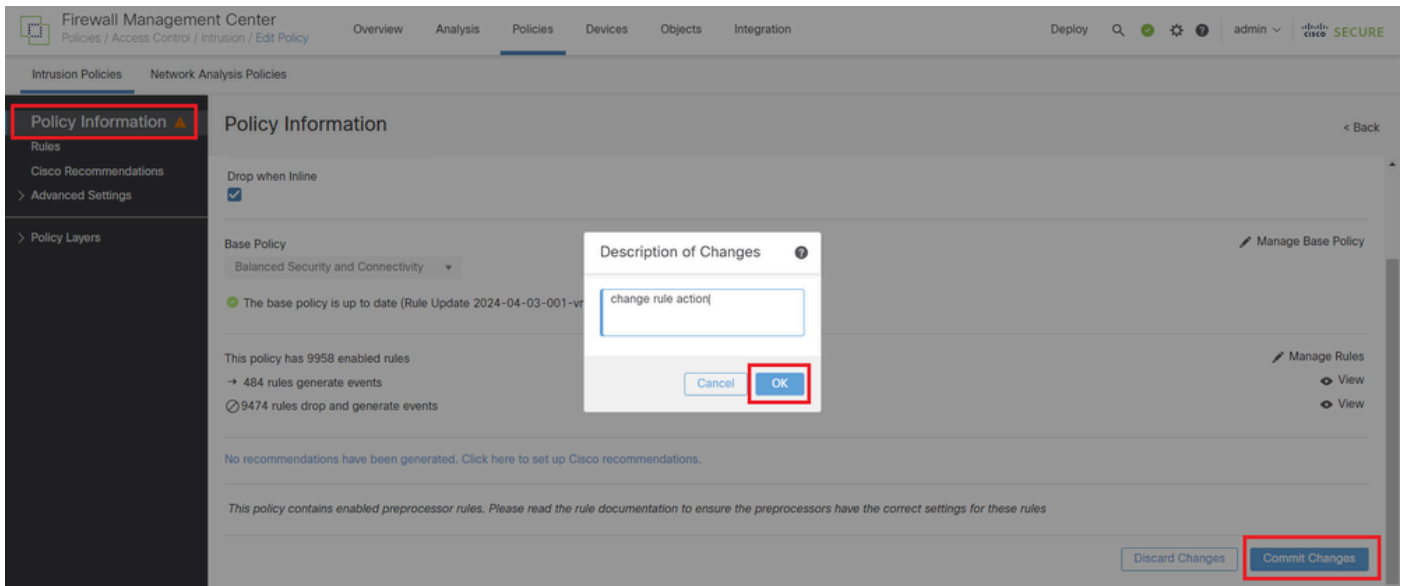 Firewall Management Center
Policies / Access Control / Intrusion / Edit Policy
Overview
Analysis
Policies
Devices
Objects
Integration
Deploy
admin
cisco SECURE
Intrusion Policies
Network Analysis Policies
Policy Information
Rules
Cisco Recommendations
> Advanced Settings
> Policy Layers
Policy Information
< Back
Drop when Inline
Base Policy
Manage Base Policy
Balanced Security and Connectivity
The base policy is up to date (Rule Update 2024-04-03-001-vr
Description of Changes
change rule action
Cancel
OK
This policy has 9958 enabled rules
Manage Rules
→ 484 rules generate events
View
9474 rules drop and generate events
View
No recommendations have been generated. Click here to set up Cisco recommendations.
This policy contains enabled preprocessor rules. Please read the rule documentation to ensure the preprocessors have the correct settings for these rules
Discard Changes
Commit Changes